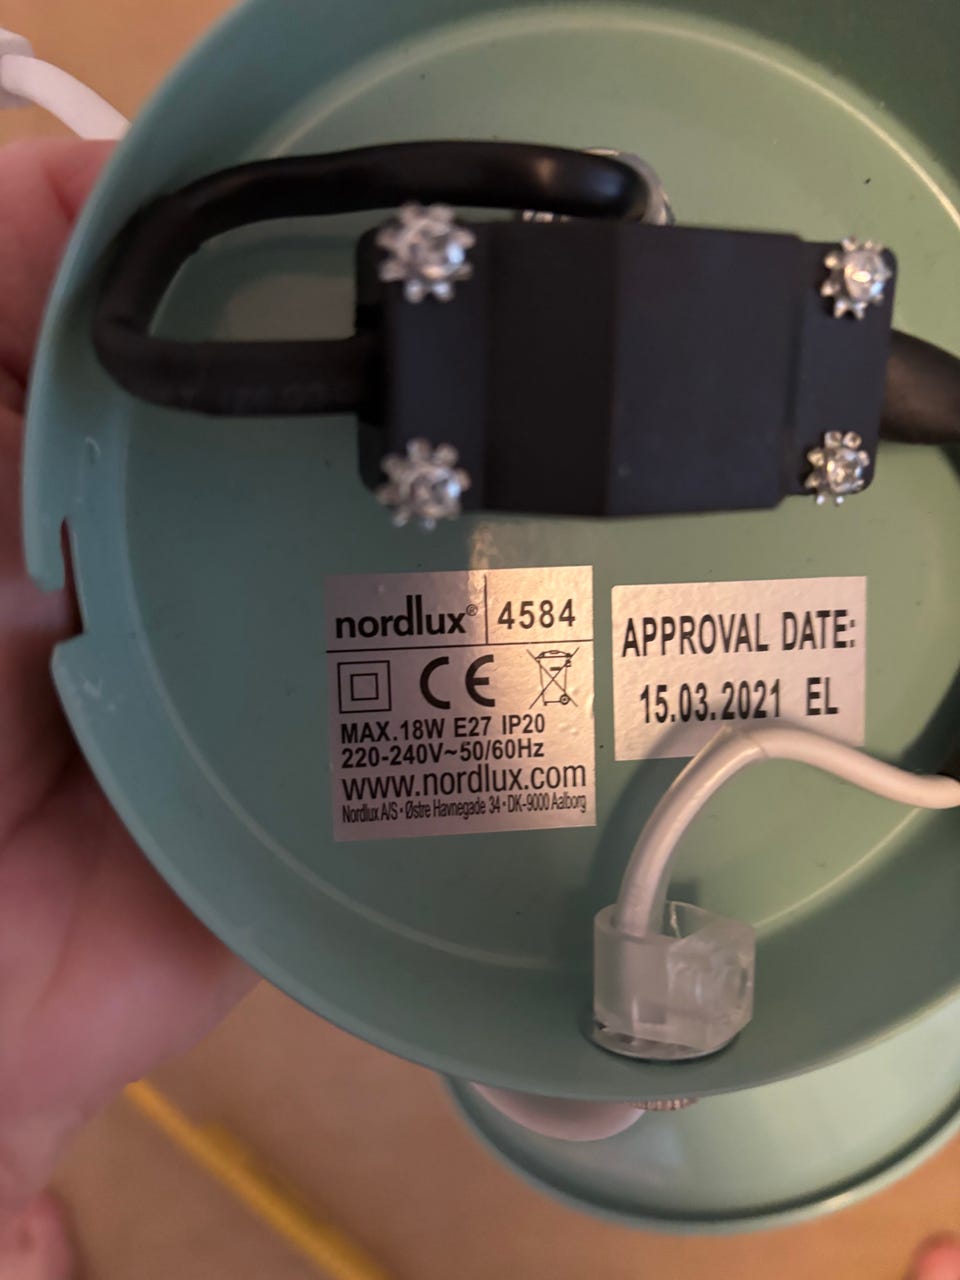 nordlux® 4584
CE
MAX.18W E27 IP20
220-240V~50/60Hz
www.nordlux.com
Nordlux A/S • Østre Havnegade 34 • DK-9000 Aalborg
APPROVAL DATE:
15.03.2021 EL